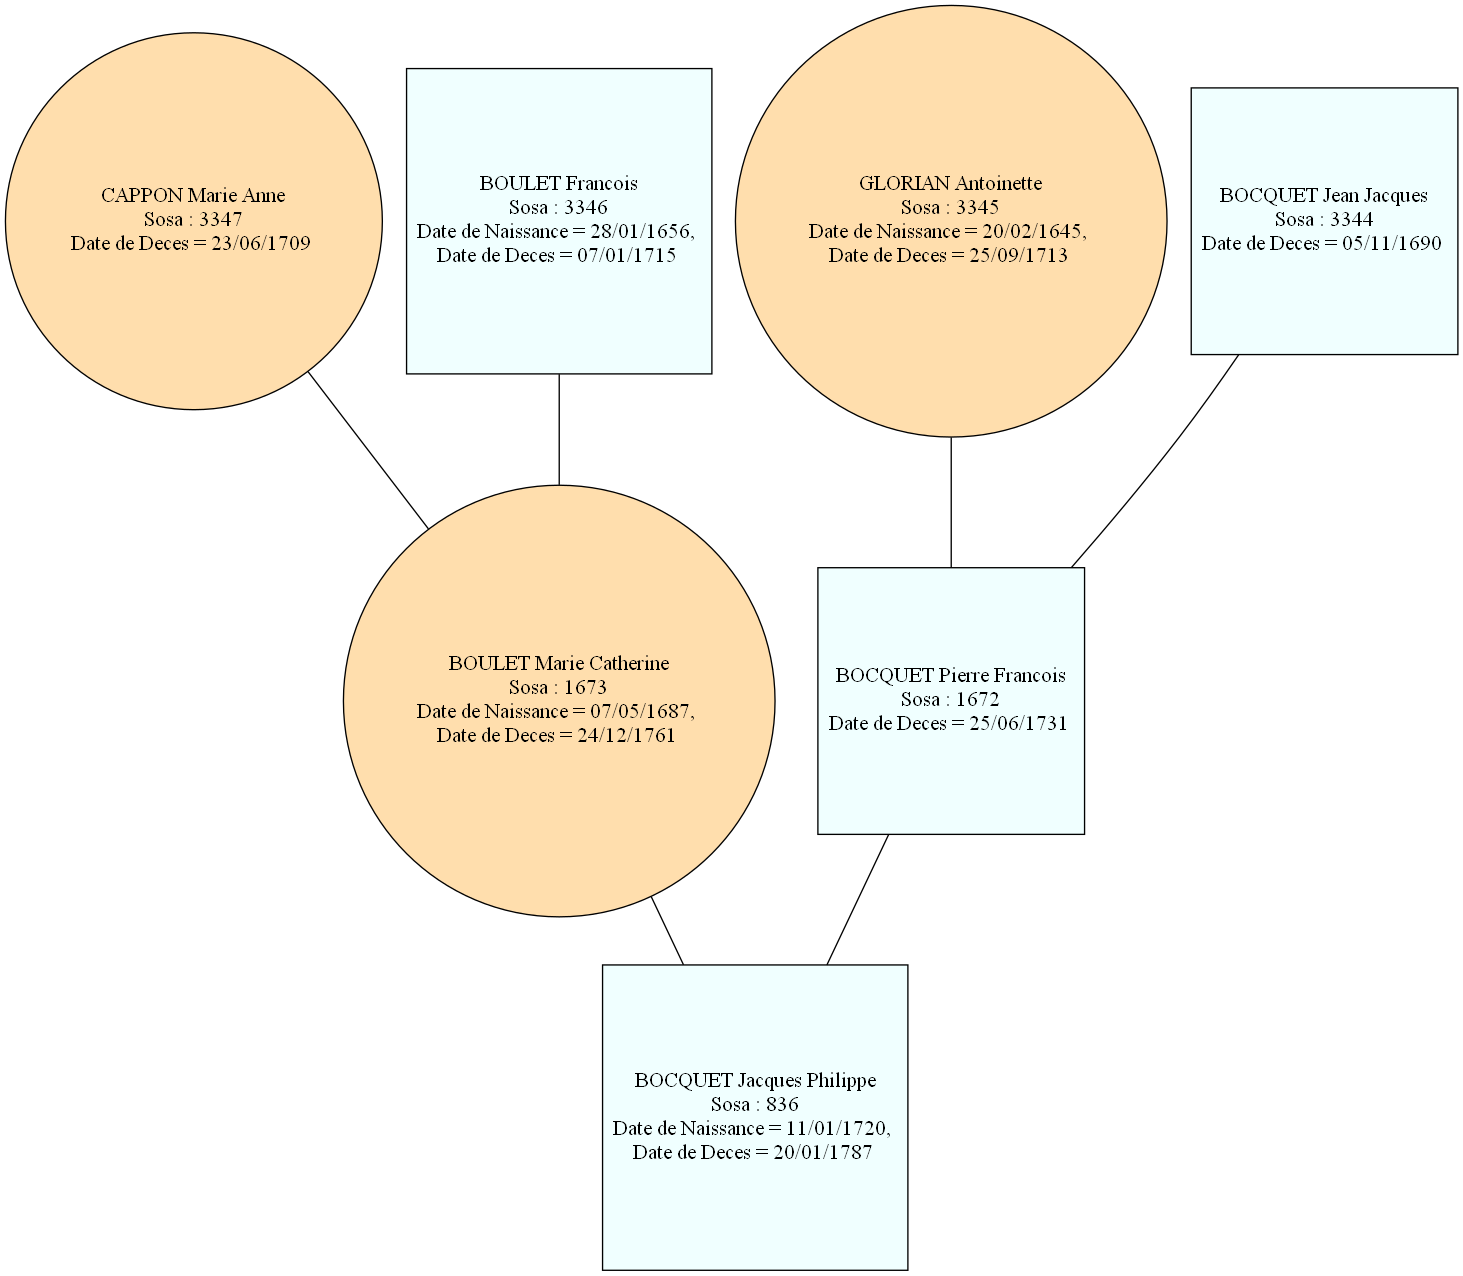 CAPPON Marie Anne
Sosa : 3347
Date de Deces = 23/06/1709
BOULET Francois
Sosa : 3346
Date de Naissance = 28/01/1656,
Date de Deces = 07/01/1715
GLORIAN Antoinette
Sosa : 3345
Date de Naissance = 20/02/1645,
Date de Deces = 25/09/1713
BOCQUET Jean Jacques
Sosa : 3344
Date de Deces = 05/11/1690
BOULET Marie Catherine
Sosa : 1673
Date de Naissance = 07/05/1687,
Date de Deces = 24/12/1761
BOCQUET Pierre Francois
Sosa : 1672
Date de Deces = 25/06/1731
BOCQUET Jacques Philippe
Sosa : 836
Date de Naissance = 11/01/1720,
Date de Deces = 20/01/1787